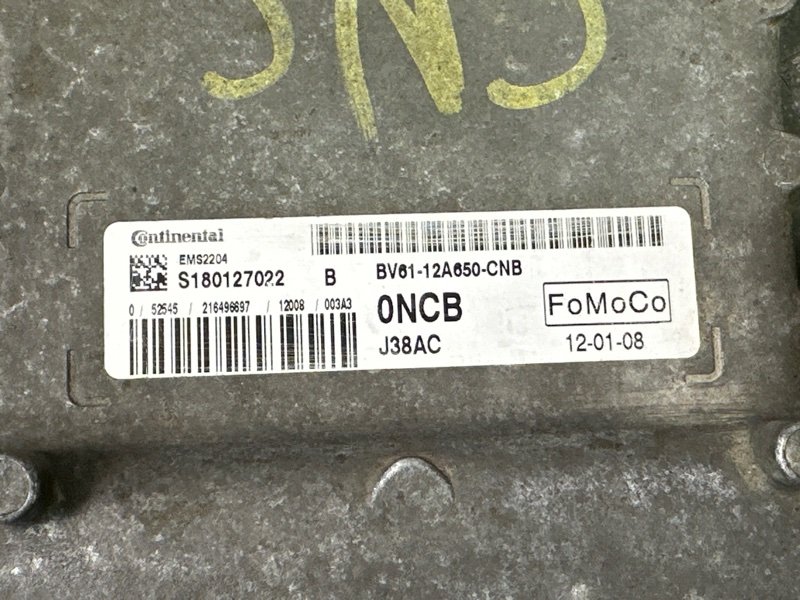 Continental
EMS2204
S180127022 B BV61-12A650-CNB
0 / 52545 / 216496697 / 12008 / 003A3
0NCB FoMoCo
J38AC 12-01-08